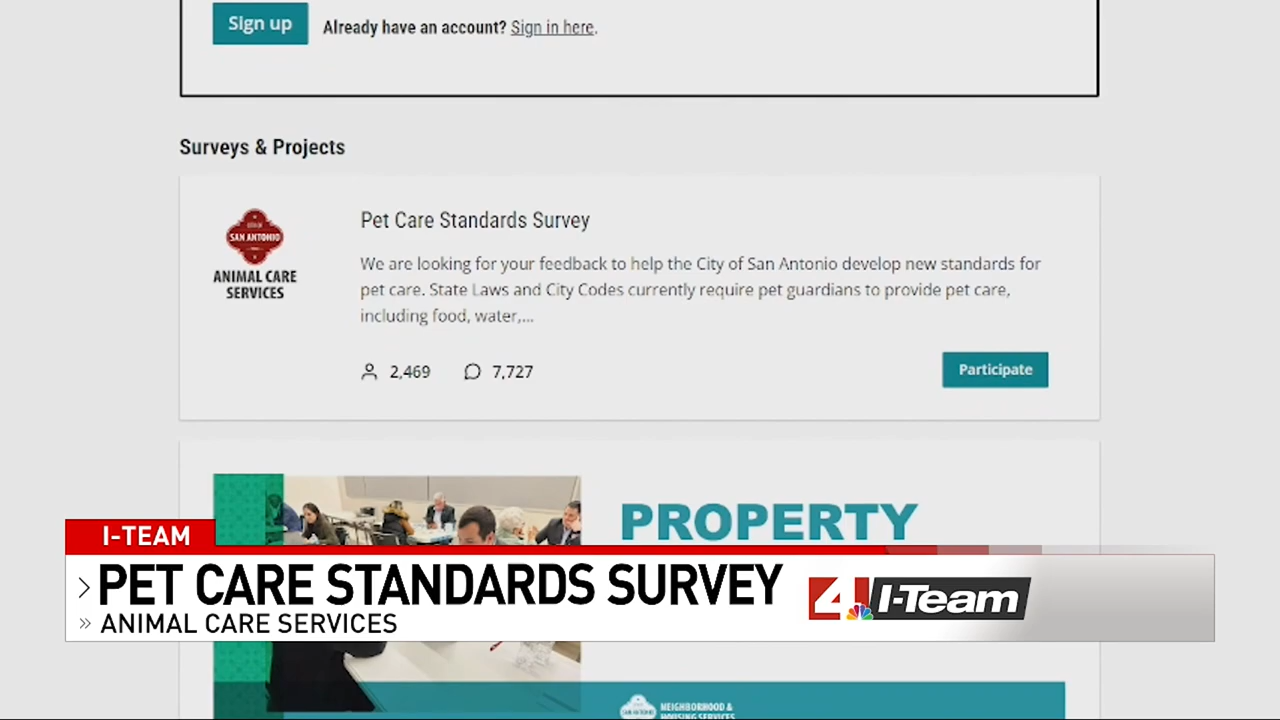 Sign up
Already have an account? Sign in here.
Surveys & Projects
SAN ANTONIO
ANIMAL CARE
SERVICES
Pet Care Standards Survey
We are looking for your feedback to help the City of San Antonio develop new standards for
pet care. State Laws and City Codes currently require pet guardians to provide pet care,
including food, water,...
2,469
7,727
Participate
PROPERTY
I-TEAM
PET CARE STANDARDS SURVEY
ANIMAL CARE SERVICES
4 I-Team
SAN ANTONIO
NEIGHBORHOOD &
HOUSING SERVICES